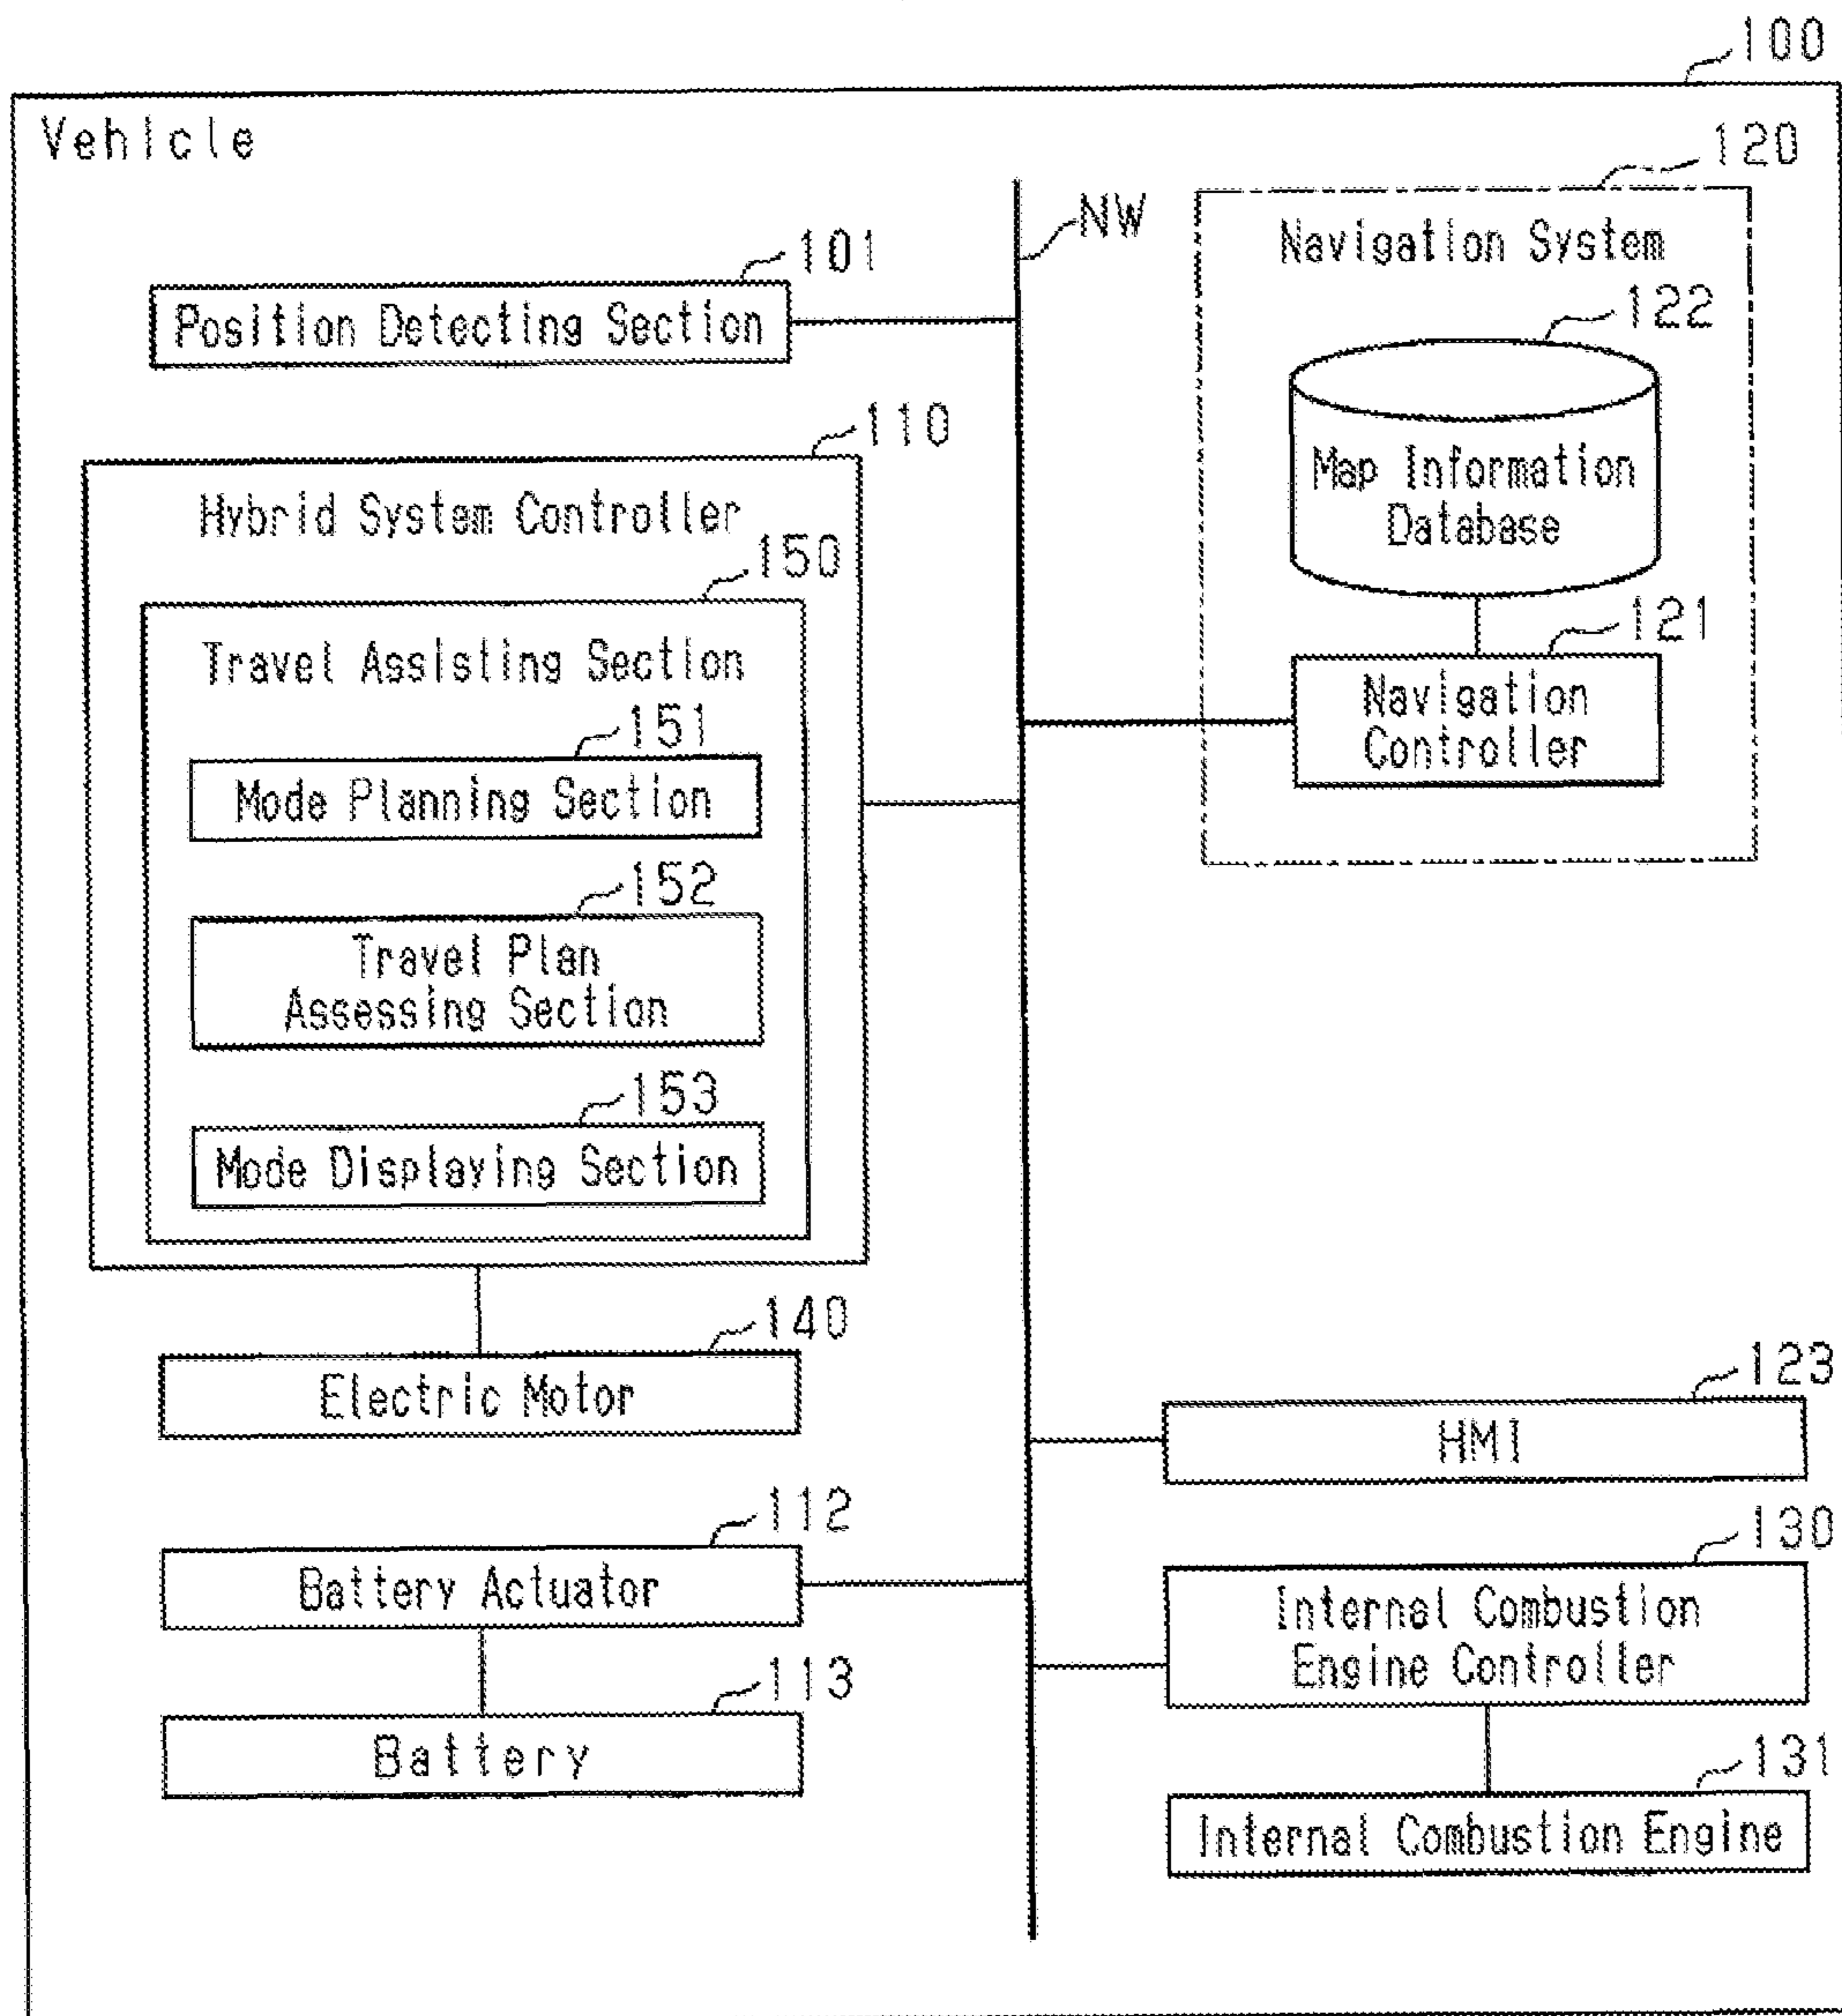 100
Vehicle
120
NW
Navigation System
101
Position Detecting Section
122
Map Information
Database
110
Hybrid System Controller
150
Travel Assisting Section
121
Navigation
Controller
151
Mode Planning Section
152
Travel Plan
Assessing Section
153
Mode Displaying Section
140
Electric Motor
123
HMI
112
Battery Actuator
130
Internal Combustion
Engine Controller
113
Battery
131
Internal Combustion Engine